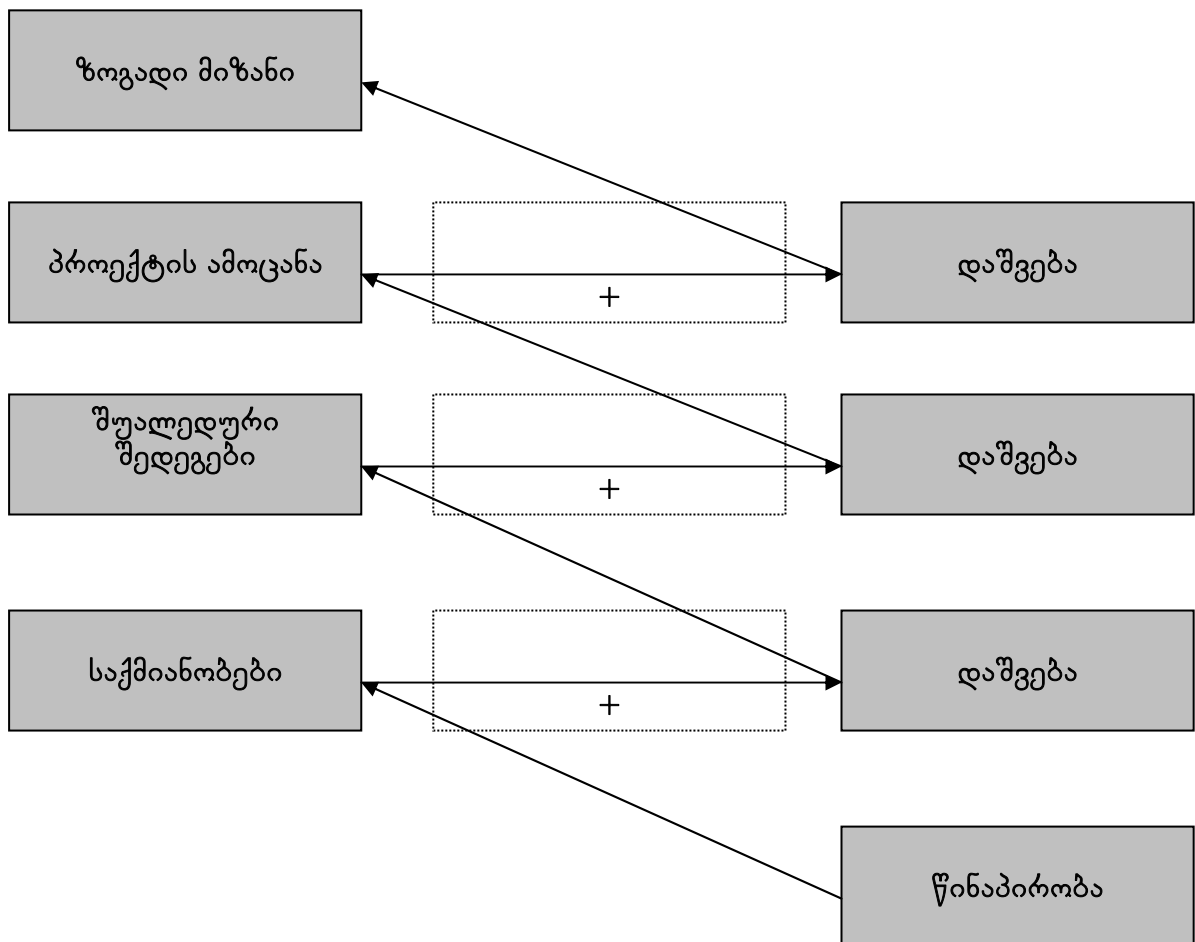 ზოგადი მიზანი
პროექტის ამოცანა
+
დაშვება
შუალედური
შედეგები
+
დაშვება
საქმიანობები
+
დაშვება
წინაპირობა